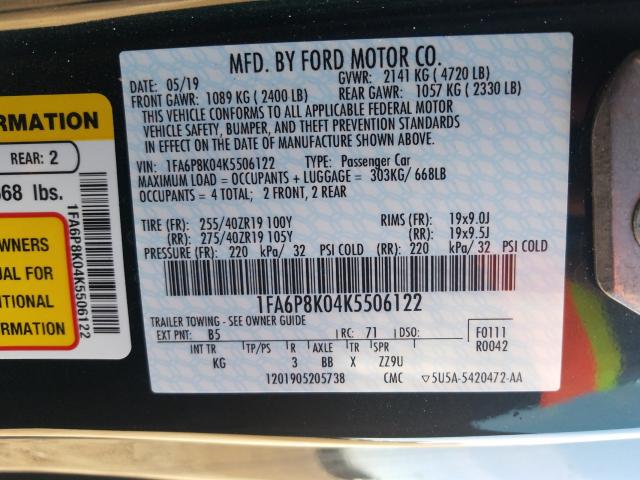 MFD. BY FORD MOTOR CO.
DATE: 05/19 GVWR: 2141 KG ( 4720 LB)
FRONT GAWR: 1089 KG ( 2400 LB) REAR GAWR: 1057 KG ( 2330 LB)
THIS VEHICLE CONFORMS TO ALL APPLICABLE FEDERAL MOTOR
VEHICLE SAFETY, BUMPER, AND THEFT PREVENTION STANDARDS
IN EFFECT ON THE DATE OF MANUFACTURE SHOWN ABOVE.
VIN: 1FA6P8K04K5506122 TYPE: Passenger Car
MAXIMUM LOAD = OCCUPANTS + LUGGAGE = 303KG/ 668LB
OCCUPANTS = 4 TOTAL; 2 FRONT, 2 REAR
TIRE (FR): 255/40ZR19 100Y RIMS (FR): 19x9.0J
(RR): 275/40ZR19 105Y (RR): 19x9.5J
PRESSURE (FR): 220 kPa/ 32 PSI COLD (RR): 220 kPa/ 32 PSI COLD
1FA6P8K04K5506122
TRAILER TOWING - SEE OWNER GUIDE
EXT PNT: B5 RC: 71 DSO: F0111
INT TR TP/PS R AXLE TR SPR R0042
KG 3 BB X ZZ9U
1201905205738 CMC ▽5U5A-5420472-AA
ORMATION
REAR: 2
668 lbs.
WNERS
UAL FOR
ITIONAL
ORMATION
1FA6P8K04K5506122